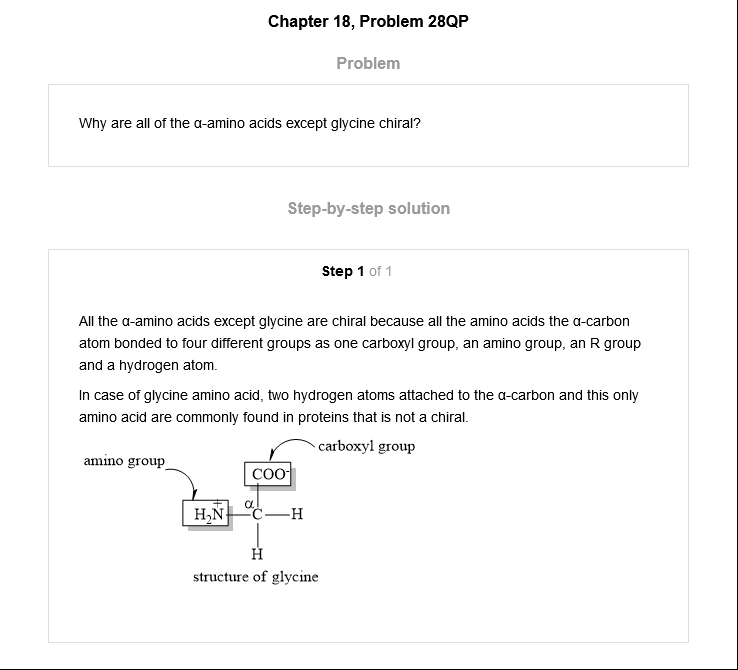 Chapter 18, Problem 28QP
Problem
Why are all of the α-amino acids except glycine chiral?
Step-by-step solution
Step 1 of 1
All the α-amino acids except glycine are chiral because all the amino acids the α-carbon
atom bonded to four different groups as one carboxyl group, an amino group, an R group
and a hydrogen atom.
In case of glycine amino acid, two hydrogen atoms attached to the α-carbon and this only
amino acid are commonly found in proteins that is not a chiral.
carboxyl group
amino group
COO⁻
α
H₂N⁺—C—H
H
structure of glycine